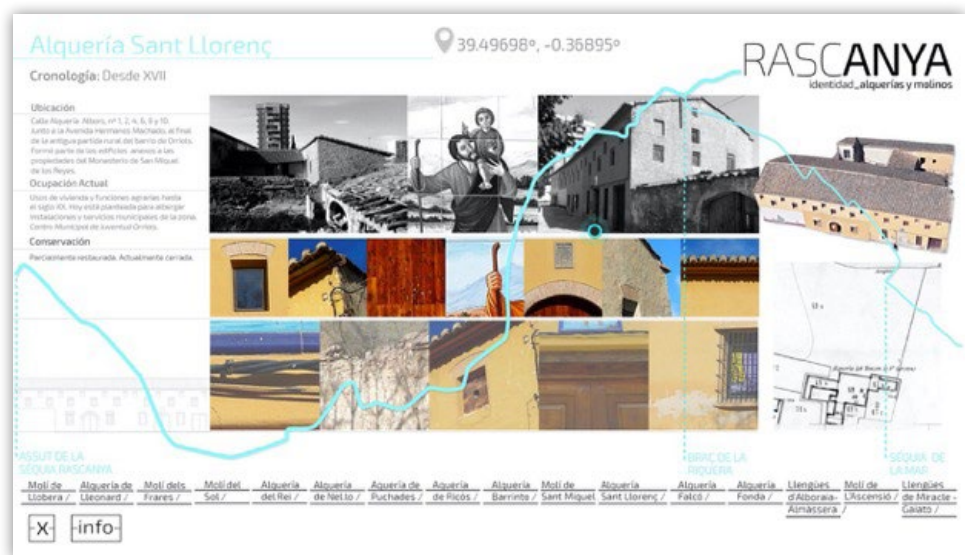 Alquería Sant Llorenç
39.49698º, -0.36895º
RASCANYA
identidad_alquerías y molinos
Cronología: Desde XVII
Ubicación
Calle Alquería Albors, nº 1, 2, 4, 6, 8 y 10.
Junto a la Avenida Hermanos Machado, al final
de la antigua partida rural del barrio de Orriols.
Formó parte de los edificios anexos a las
propiedades del Monasterio de San Miguel
de los Reyes.
Ocupación Actual
Usos de vivienda y funciones agrarias hasta
el siglo XX. Hoy está planteada para albergar
instalaciones y servicios municipales de la zona.
Centro Municipal de Juventud Orriols.
Conservación
Parcialmente restaurada. Actualmente cerrada.
ASSUT DE LA
SÉQUIA RASCANYA
BRAÇ DE LA
RIQUERA
SÉQUIA DE
LA MAR
Molí de Llobera /
Alquería de Lleonard /
Molí dels Frares /
Molí del Sol /
Alquería del Rei /
Alquería de Nel.lo /
Aquería de Puchades /
Aquería de Ricós /
Alquería Barrinto /
Molí de Sant Miquel
Alquería Sant Llorenç /
Alquería Falcó /
Alquería Fonda /
Llengües d'Alboraia-Almàssera /
Molí de L'Ascensió /
Llengües de Miracle - Gaiato /
-X-
-info-